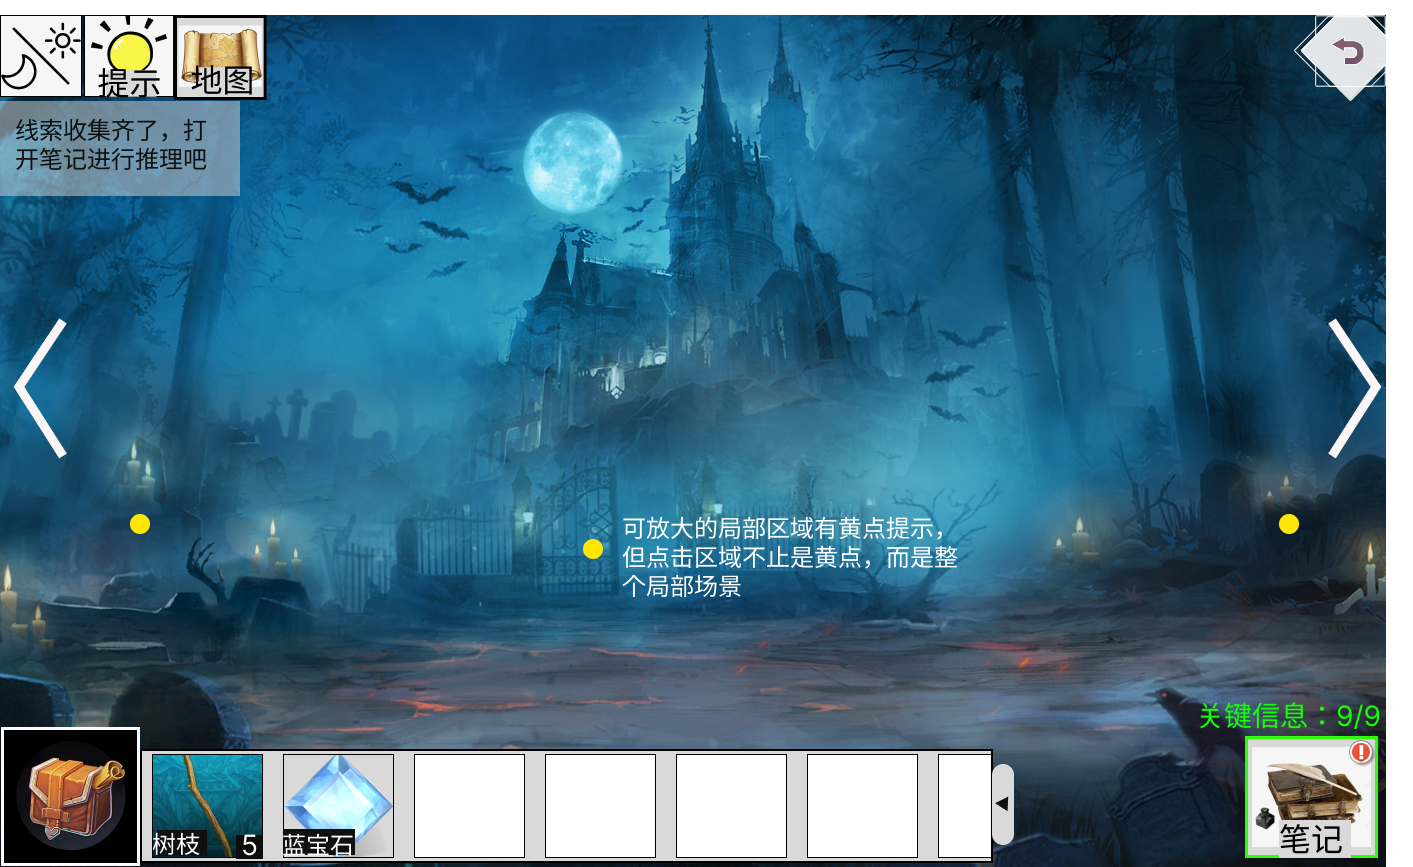 提示
地图
线索收集齐了，打
开笔记进行推理吧
可放大的局部区域有黄点提示，
但点击区域不止是黄点，而是整
个局部场景
关键信息：9/9
树枝 5
蓝宝石
笔记